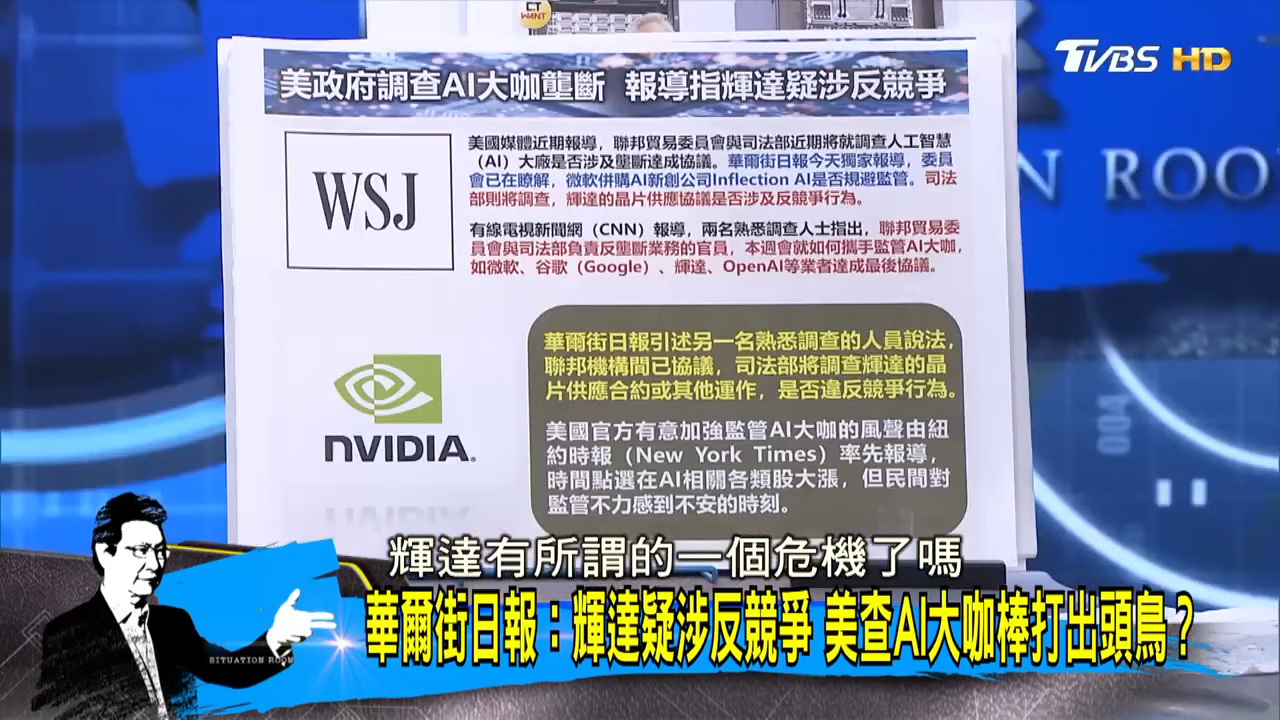 CT
WANT
TVBS HD
美政府調查AI大咖壟斷 報導指輝達疑涉反競爭
WSJ
美國媒體近期報導，聯邦貿易委員會與司法部近期將就調查人工智慧
（AI）大廠是否涉及壟斷達成協議。華爾街日報今天獨家報導，委員
會已在瞭解，微軟併購AI新創公司Inflection AI是否規避監管。司法
部則將調查，輝達的晶片供應協議是否涉及反競爭行為。
有線電視新聞網（CNN）報導，兩名熟悉調查人士指出，聯邦貿易委
員會與司法部負責反壟斷業務的官員，本週會就如何攜手監管AI大咖，
如微軟、谷歌（Google）、輝達、OpenAI等業者達成最後協議。
N ROO
華爾街日報引述另一名熟悉調查的人員說法，
聯邦機構間已協議，司法部將調查輝達的晶
片供應合約或其他運作，是否違反競爭行為。
NVIDIA.
美國官方有意加強監管AI大咖的風聲由紐
約時報（New York Times）率先報導，
時間點選在AI相關各類股大漲，但民間對
監管不力感到不安的時刻。
004
輝達有所謂的一個危機了嗎
華爾街日報：輝達疑涉反競爭 美查AI大咖棒打出頭鳥？
SITUATION ROOM